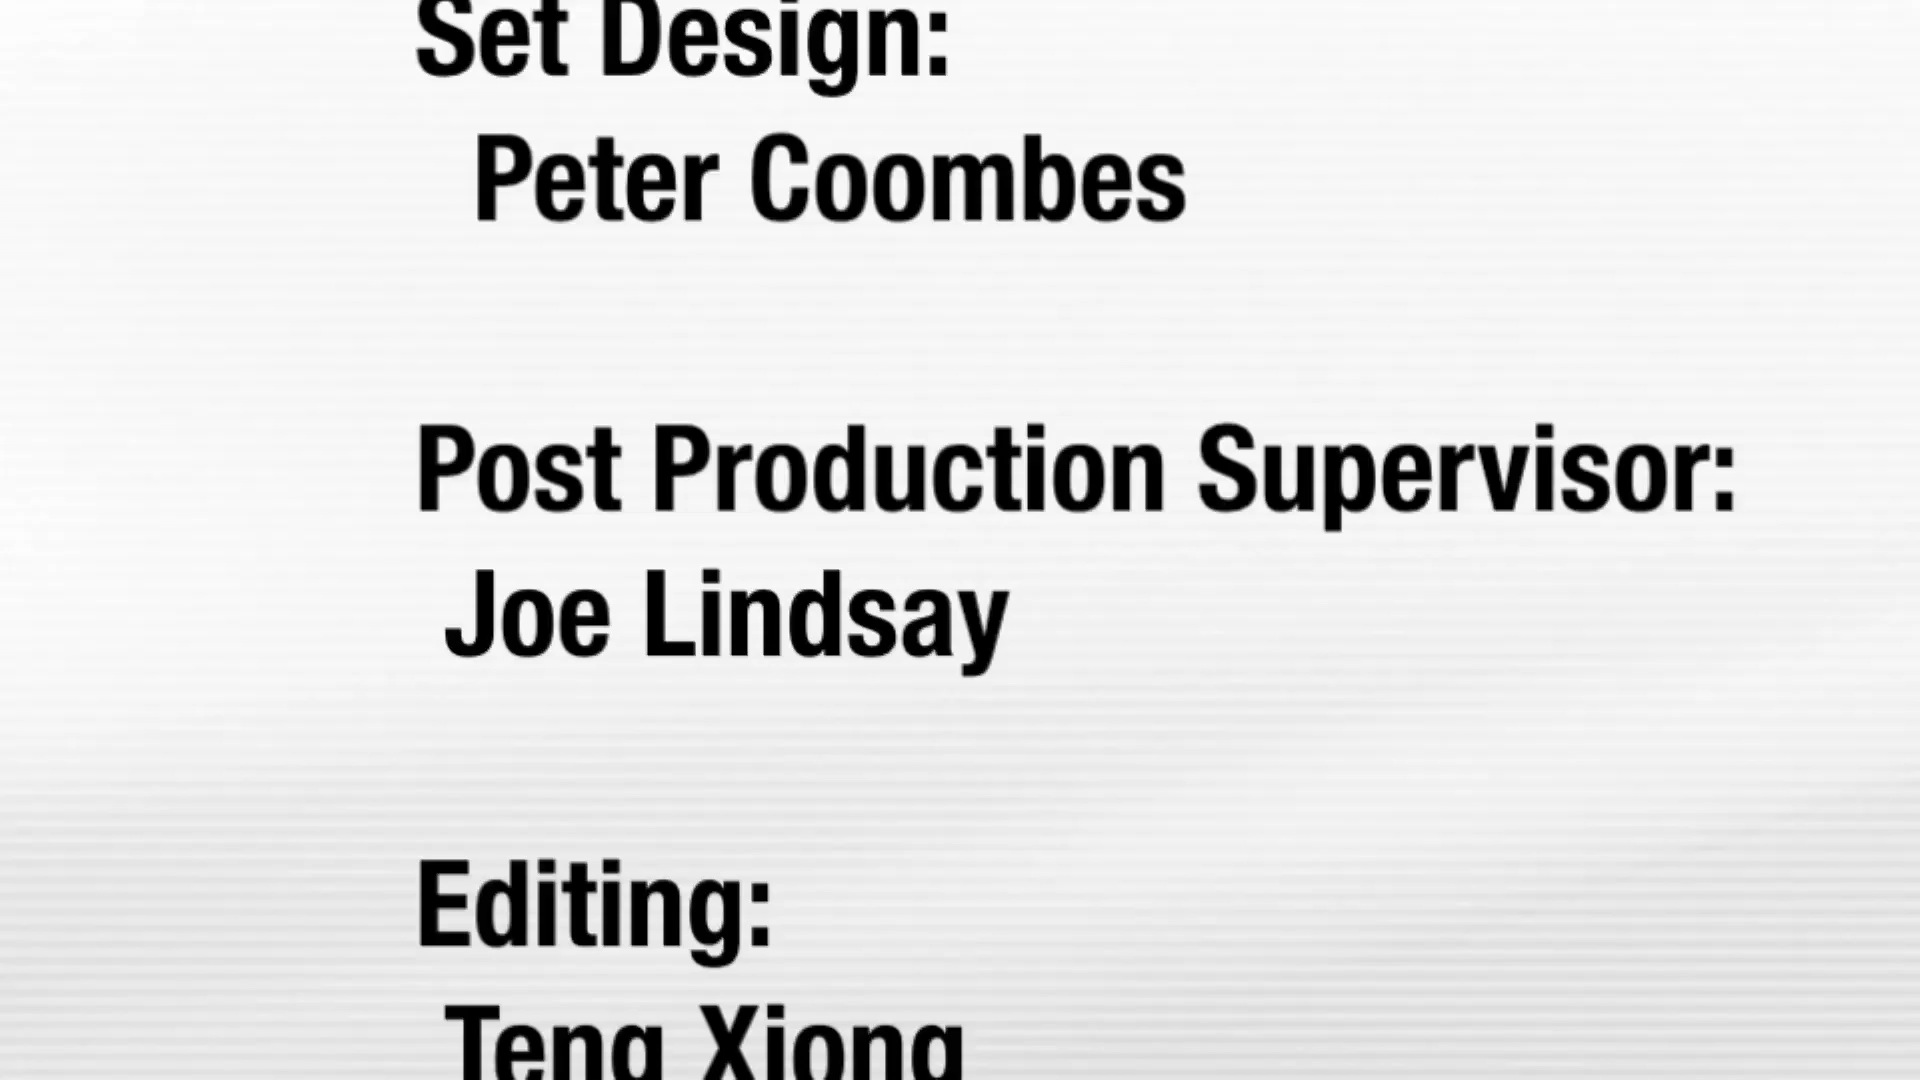 Set Design:
Peter Coombes
Post Production Supervisor:
Joe Lindsay
Editing:
Teng Xiong